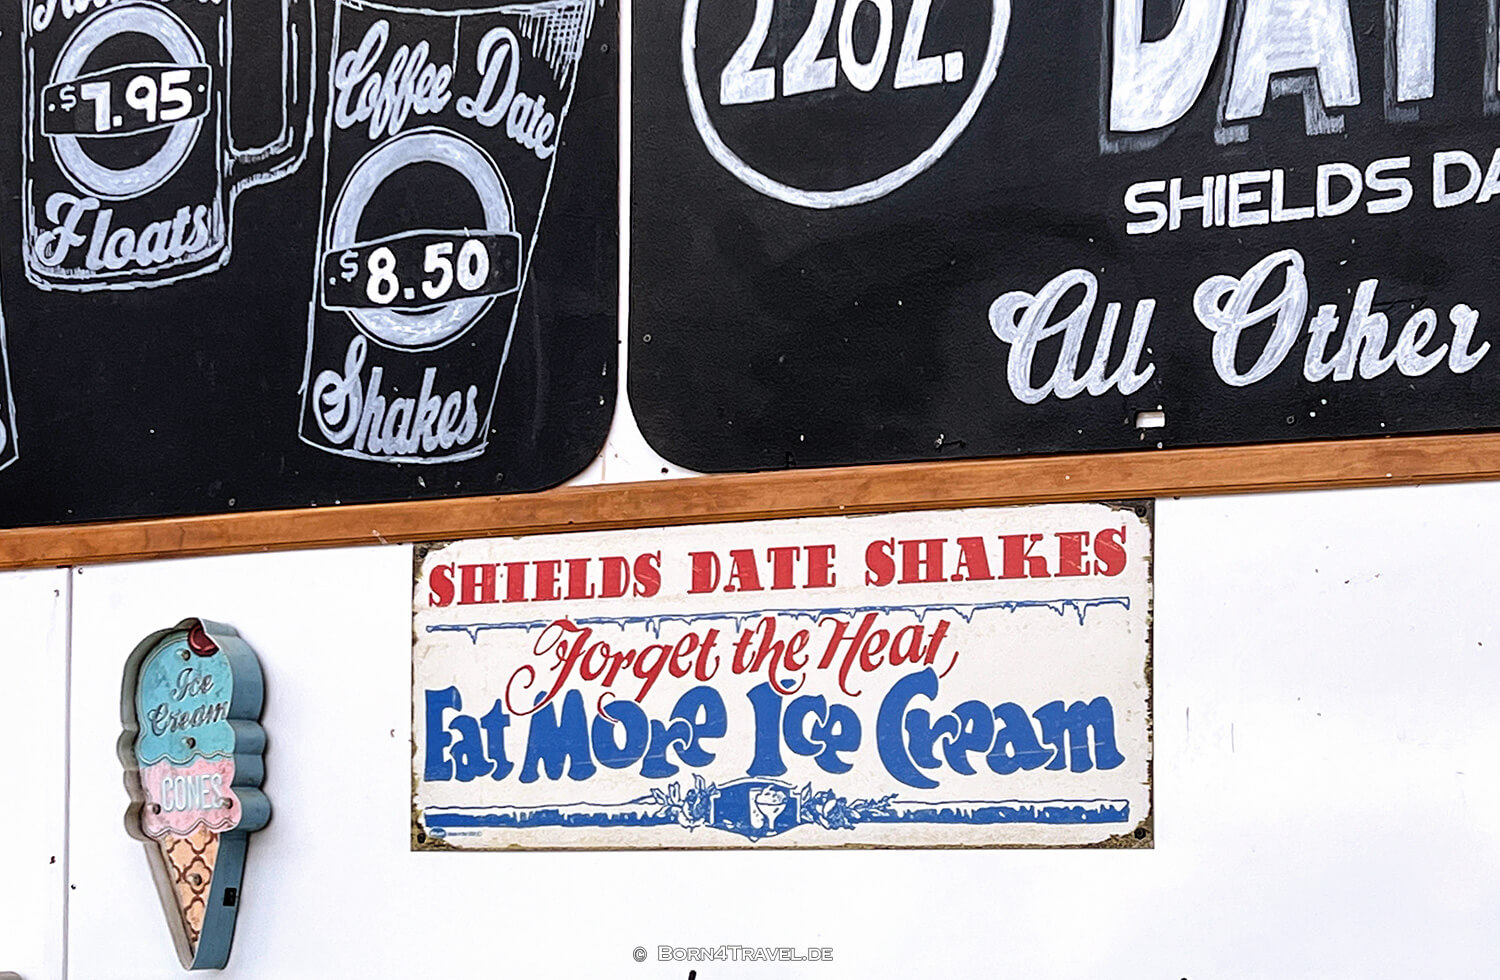 $7.95
Floats
Coffee Date
$8.50
Shakes
22OZ.
SHIELDS
All Other
SHIELDS DATE SHAKES
Forget the Heat,
Eat More Ice Cream
Ice
Cream
CONES
© BORN4TRAVEL.DE